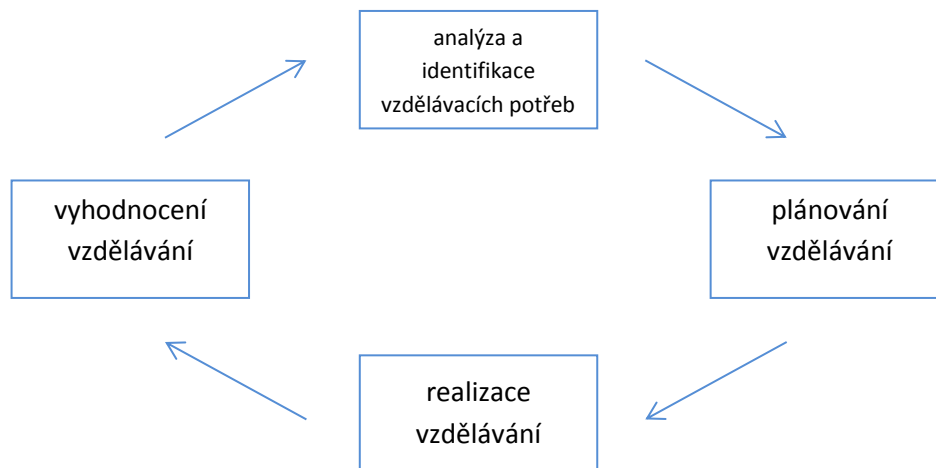 analýza a
identifikace
vzdělávacích potřeb
vyhodnocení
vzdělávání
plánování
vzdělávání
realizace
vzdělávání